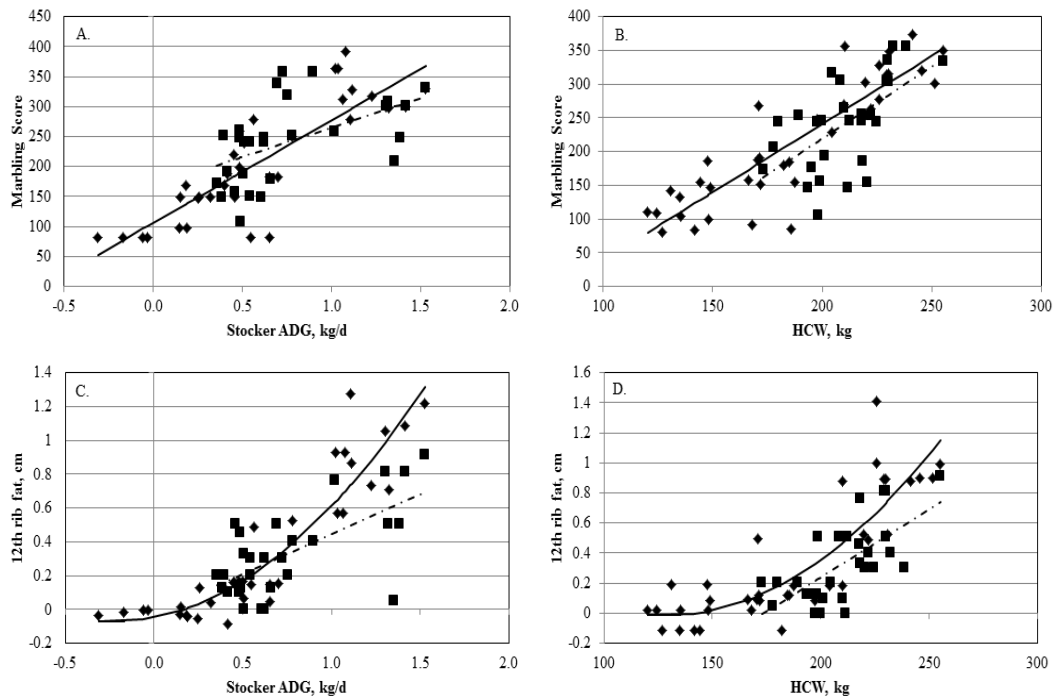 A.
Marbling Score
450
400
350
300
250
200
150
100
50
0
-0.5 0.0 0.5 1.0 1.5 2.0
Stocker ADG, kg/d
B.
Marbling Score
400
350
300
250
200
150
100
50
0
100 150 200 250 300
HCW, kg
C.
12th rib fat, cm
1.4
1.2
1
0.8
0.6
0.4
0.2
0
-0.2
-0.5 0.0 0.5 1.0 1.5 2.0
Stocker ADG, kg/d
D.
12th rib fat, cm
1.6
1.4
1.2
1
0.8
0.6
0.4
0.2
0
-0.2
100 150 200 250 300
HCW, kg